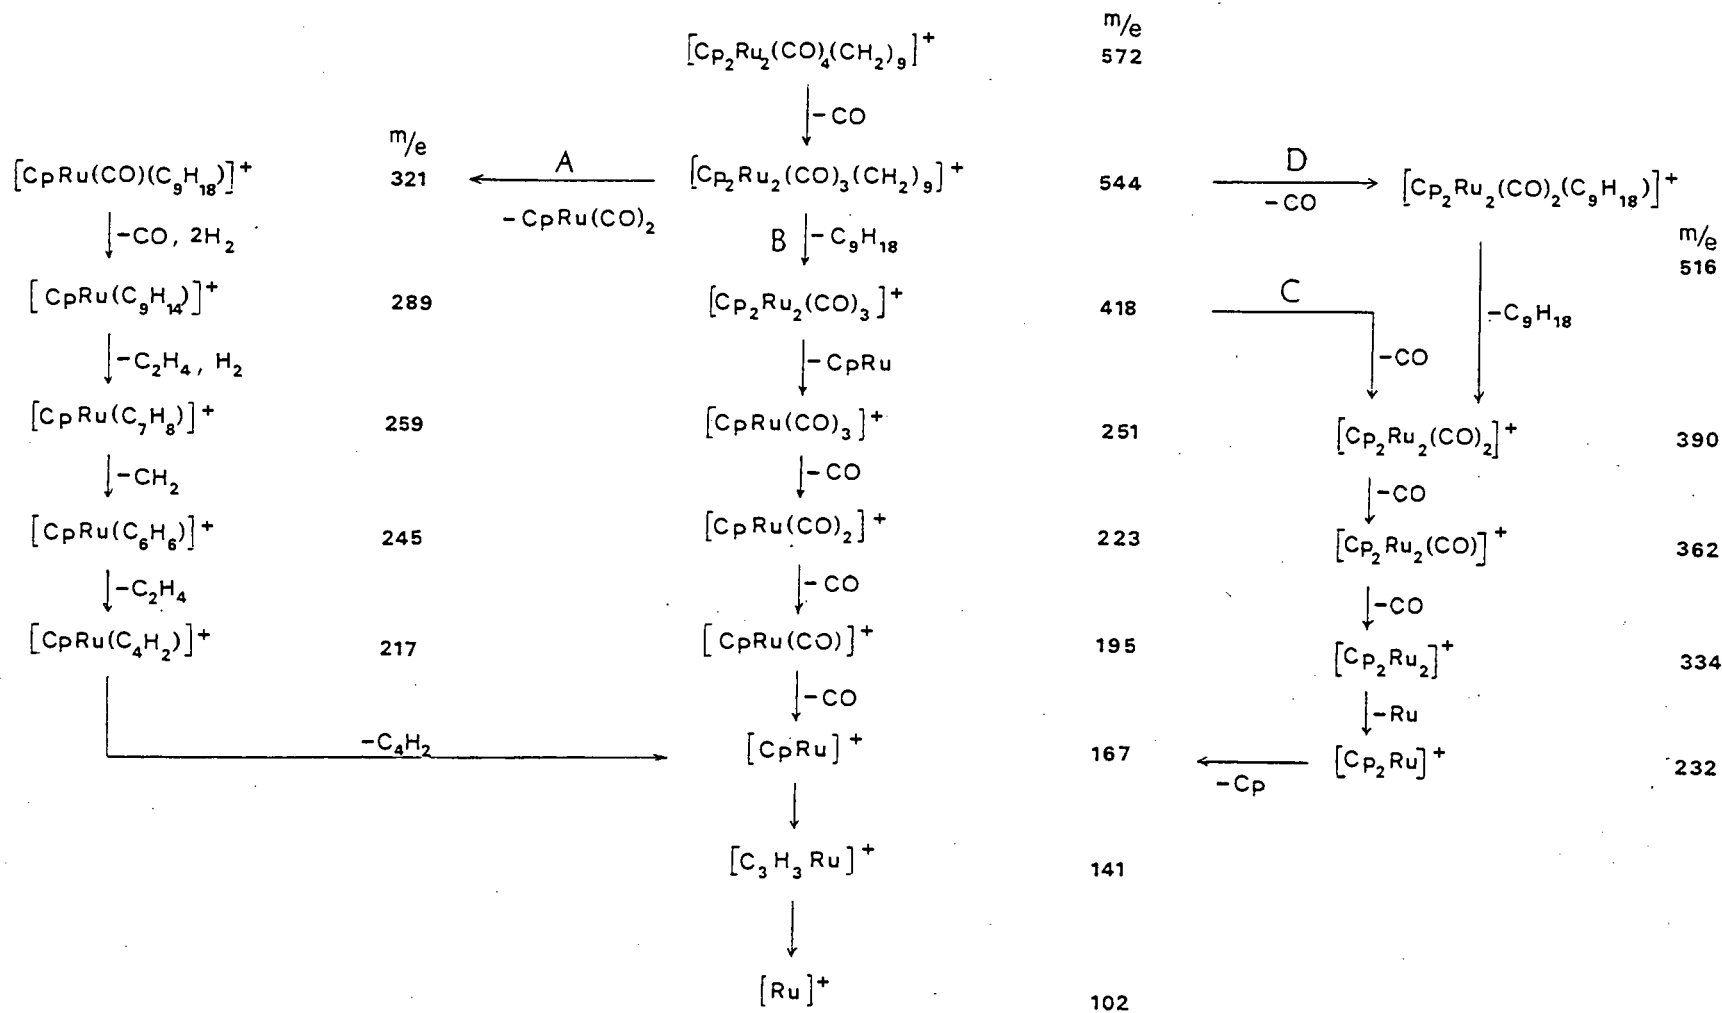 m/e
[Cp₂Ru₂(CO)₄(CH₂)₉]⁺ 572
-CO
m/e
[CpRu(CO)(C₉H₁₈)]⁺ 321 A [Cp₂Ru₂(CO)₃(CH₂)₉]⁺ 544 D [Cp₂Ru₂(CO)₂(C₉H₁₈)]⁺
-CpRu(CO)₂ -CO
-CO, 2H₂ B -C₉H₁₈ m/e
516
[CpRu(C₉H₁₄)]⁺ 289 [Cp₂Ru₂(CO)₃]⁺ 418 C -C₉H₁₈
-C₂H₄, H₂ -CpRu -CO
[CpRu(C₇H₈)]⁺ 259 [CpRu(CO)₃]⁺ 251 [Cp₂Ru₂(CO)₂]⁺ 390
-CH₂ -CO -CO
[CpRu(C₆H₆)]⁺ 245 [CpRu(CO)₂]⁺ 223 [Cp₂Ru₂(CO)]⁺ 362
-C₂H₄ -CO -CO
[CpRu(C₄H₂)]⁺ 217 [CpRu(CO)]⁺ 195 [Cp₂Ru₂]⁺ 334
-CO -Ru
-C₄H₂ [CpRu]⁺ 167 -Cp [Cp₂Ru]⁺ 232
[C₃H₃Ru]⁺ 141
[Ru]⁺ 102